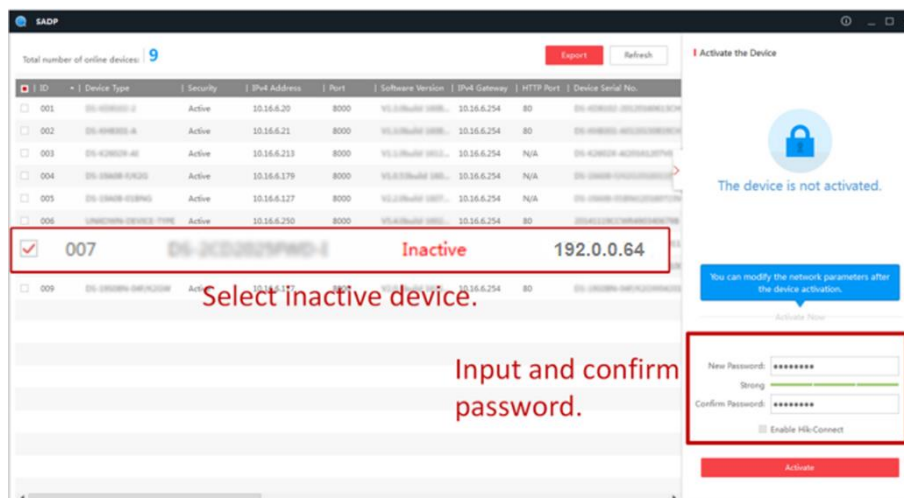 SADP
Total number of online devices: 9
Export
Refresh
ID Device Type Security IPv4 Address Port Software Version IPv4 Gateway HTTP Port Device Serial No.
001 Active 10.16.6.20 8000 10.16.6.254 80
002 Active 10.16.6.21 8000 10.16.6.254 80
003 Active 10.16.6.213 8000 10.16.6.254 N/A
004 Active 10.16.6.179 8000 10.16.6.254 N/A
005 Active 10.16.6.127 8000 10.16.6.254 N/A
006 Active 10.16.6.250 8000 10.16.6.254 80
007 Inactive 192.0.0.64
009 Active 8000 10.16.6.254 80
Select inactive device.
Input and confirm
password.
Activate the Device
The device is not activated.
You can modify the network parameters after
the device activation.
Activate Now
New Password: ●●●●●●●●
Strong
Confirm Password: ●●●●●●●●
Enable Hik-Connect
Activate